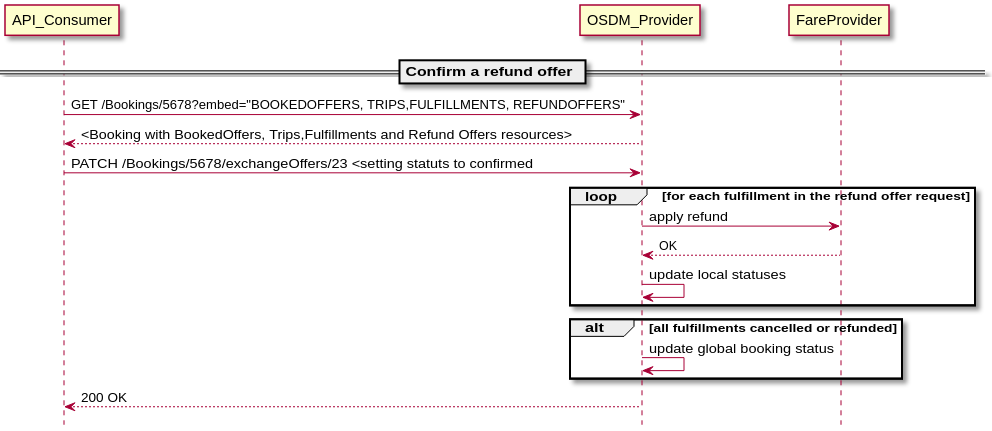 API_Consumer OSDM_Provider FareProvider
Confirm a refund offer
GET /Bookings/5678?embed="BOOKEDOFFERS, TRIPS,FULFILLMENTS, REFUNDOFFERS"
<Booking with BookedOffers, Trips,Fulfillments and Refund Offers resources>
PATCH /Bookings/5678/exchangeOffers/23 <setting statuts to confirmed
loop [for each fulfillment in the refund offer request]
apply refund
OK
update local statuses
alt [all fulfillments cancelled or refunded]
update global booking status
200 OK